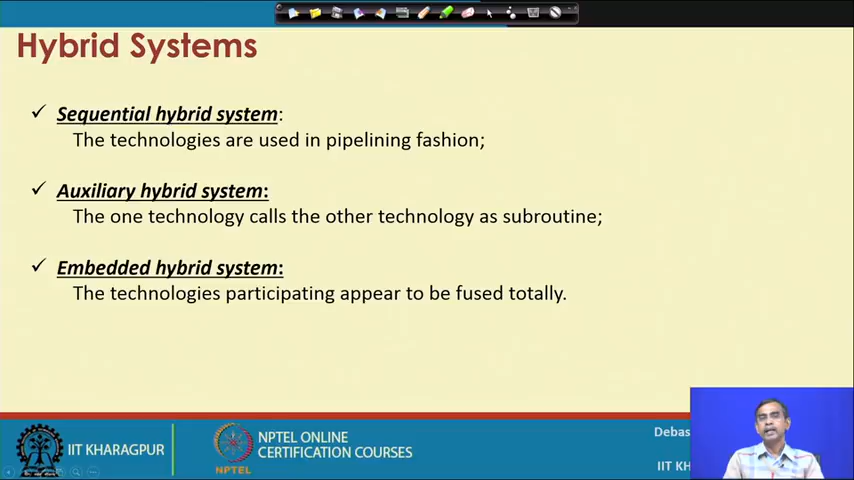 Hybrid Systems
✓ Sequential hybrid system:
The technologies are used in pipelining fashion;
✓ Auxiliary hybrid system:
The one technology calls the other technology as subroutine;
✓ Embedded hybrid system:
The technologies participating appear to be fused totally.
IIT KHARAGPUR
NPTEL
NPTEL ONLINE
CERTIFICATION COURSES
Debas
IIT KH